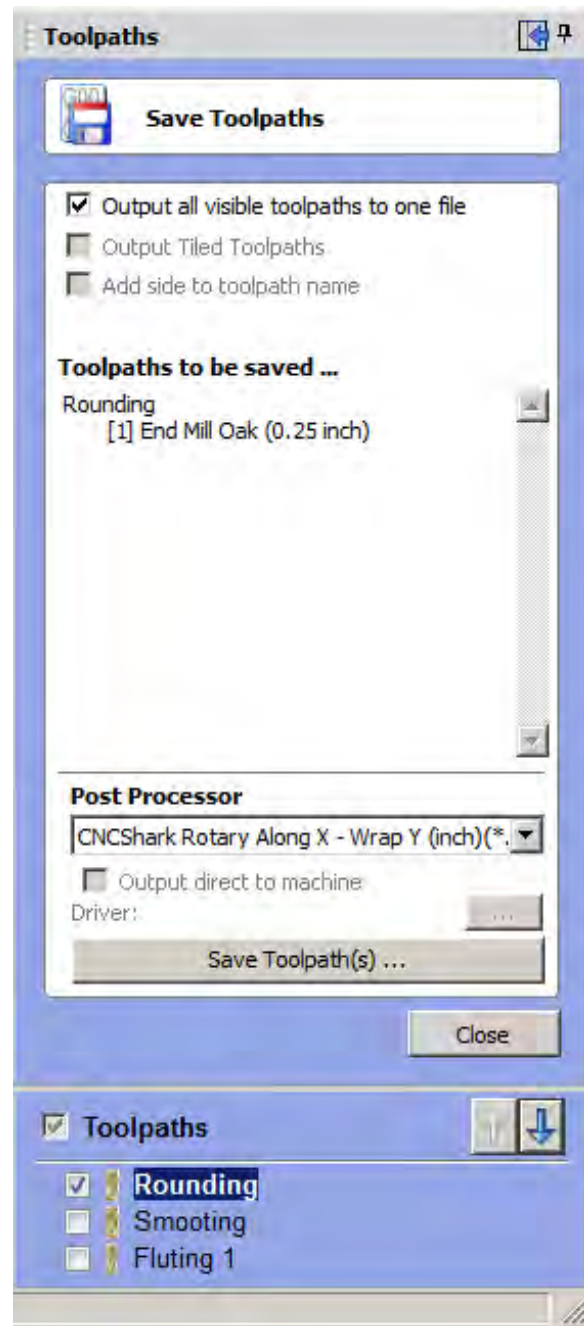 Toolpaths
Save Toolpaths
Output all visible toolpaths to one file
Output Tiled Toolpaths
Add side to toolpath name
Toolpaths to be saved ...
Rounding
[1] End Mill Oak (0.25 inch)
Post Processor
CNCShark Rotary Along X - Wrap Y (inch)(*.
Output direct to machine
Driver:
...
Save Toolpath(s) ...
Close
Toolpaths
Rounding
Smooting
Fluting 1